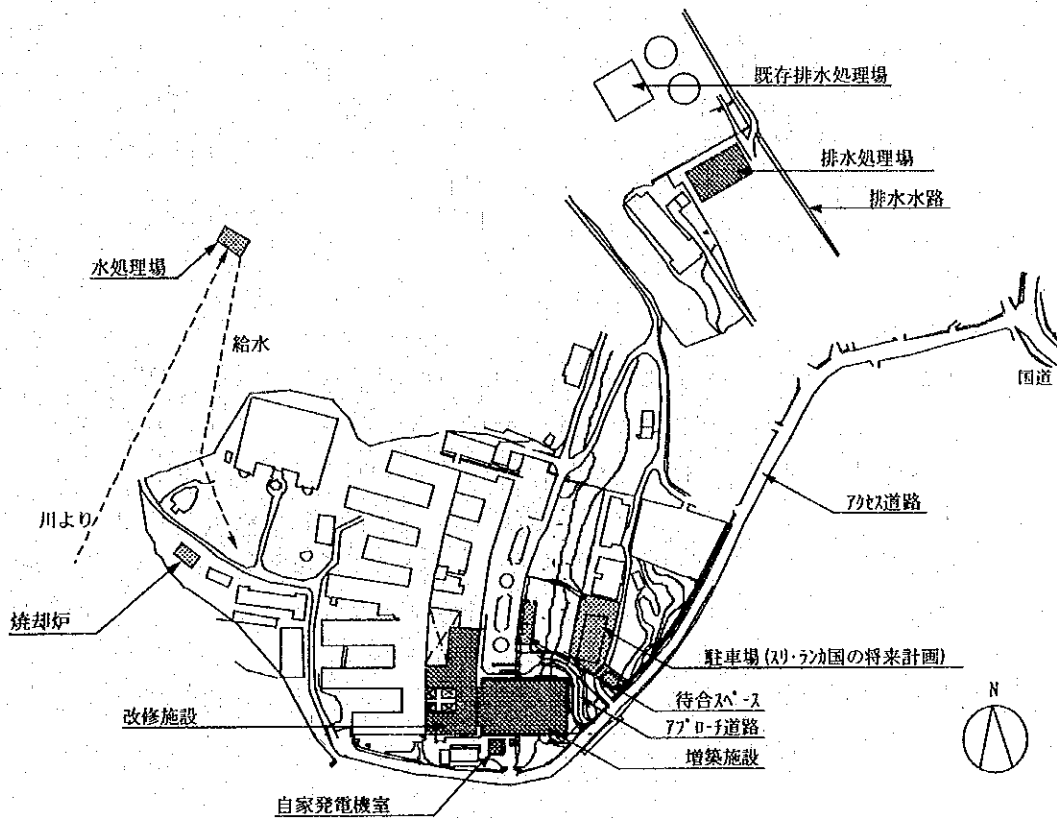 既存排水処理場
排水処理場
排水水路
水処理場
給水
国道
アクセス道路
川より
焼却炉
駐車場(スリ・ランカ国の将来計画)
待合スペース
改修施設
アプローチ道路
増築施設
N
自家発電機室